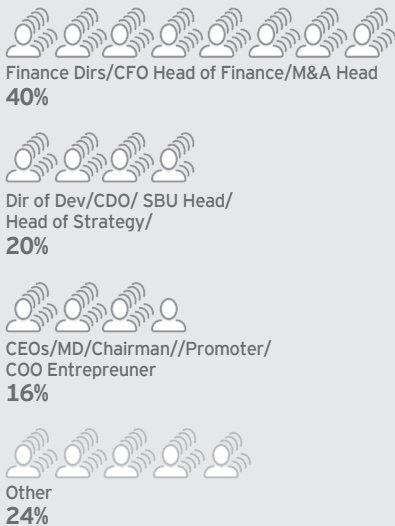 Finance Dirs/CFO Head of Finance/M&A Head
40%
Dir of Dev/CDO/ SBU Head/
Head of Strategy/
20%
CEOs/MD/Chairman//Promoter/
COO Entrepreuner
16%
Other
24%